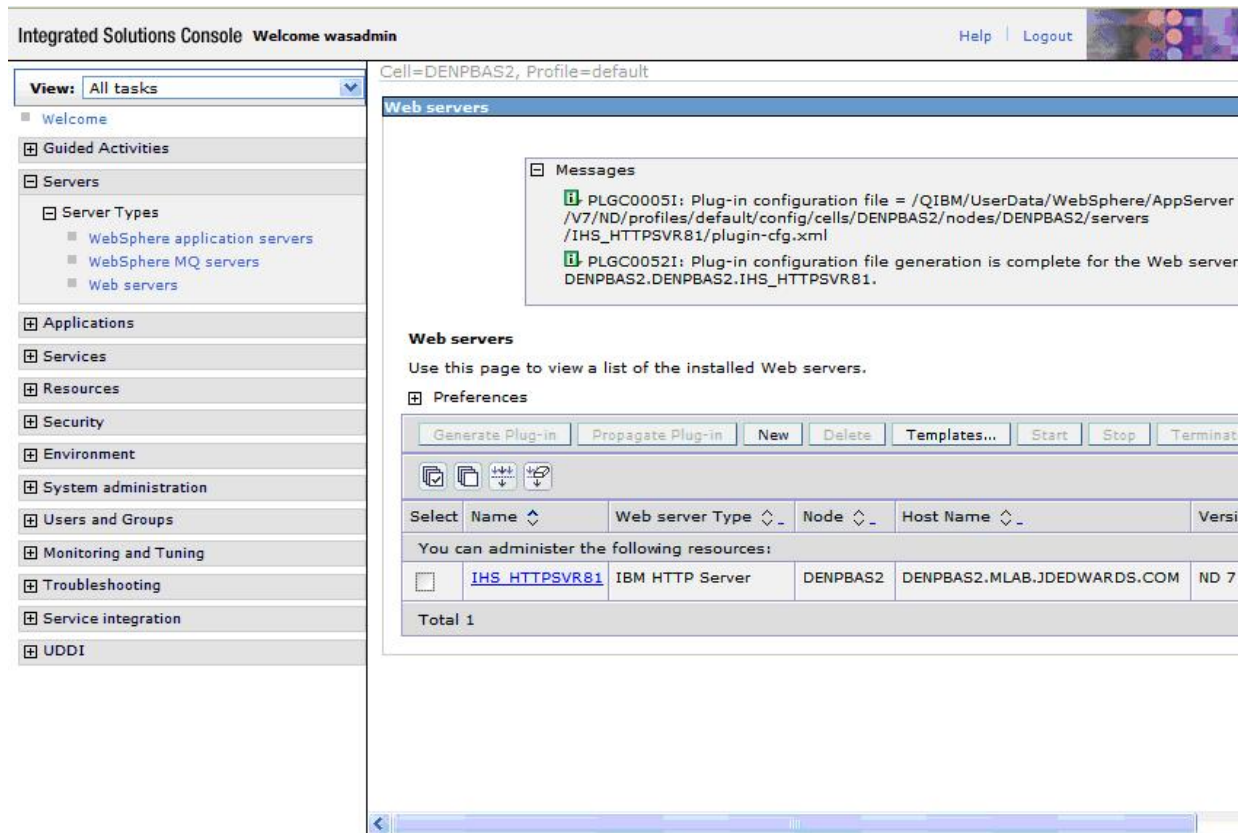 Integrated Solutions Console Welcome wasadmin
Help Logout
View: All tasks
Welcome
Guided Activities
Servers
Server Types
WebSphere application servers
WebSphere MQ servers
Web servers
Applications
Services
Resources
Security
Environment
System administration
Users and Groups
Monitoring and Tuning
Troubleshooting
Service integration
UDDI
Cell=DENPBAS2, Profile=default
Web servers
Messages
PLGC0005I: Plug-in configuration file = /QIBM/UserData/WebSphere/AppServer
/V7/ND/profiles/default/config/cells/DENPBAS2/nodes/DENPBAS2/servers
/IHS_HTTPSVR81/plugin-cfg.xml
PLGC0052I: Plug-in configuration file generation is complete for the Web server
DENPBAS2.DENPBAS2.IHS_HTTPSVR81.
Web servers
Use this page to view a list of the installed Web servers.
Preferences
Generate Plug-in Propagate Plug-in New Delete Templates... Start Stop Terminat
Select Name Web server Type Node Host Name Versi
You can administer the following resources:
IHS_HTTPSVR81 IBM HTTP Server DENPBAS2 DENPBAS2.MLAB.JDEDWARDS.COM ND 7
Total 1